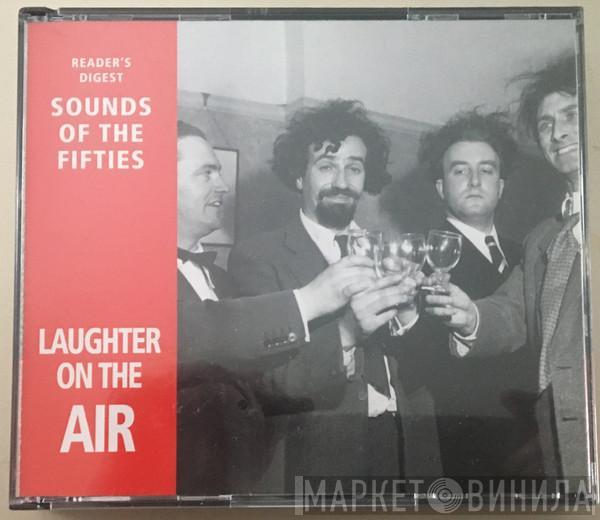 READER'S
DIGEST
SOUNDS
OF THE
FIFTIES
LAUGHTER
ON THE
AIR
МАРКЕТ ВИНИЛА